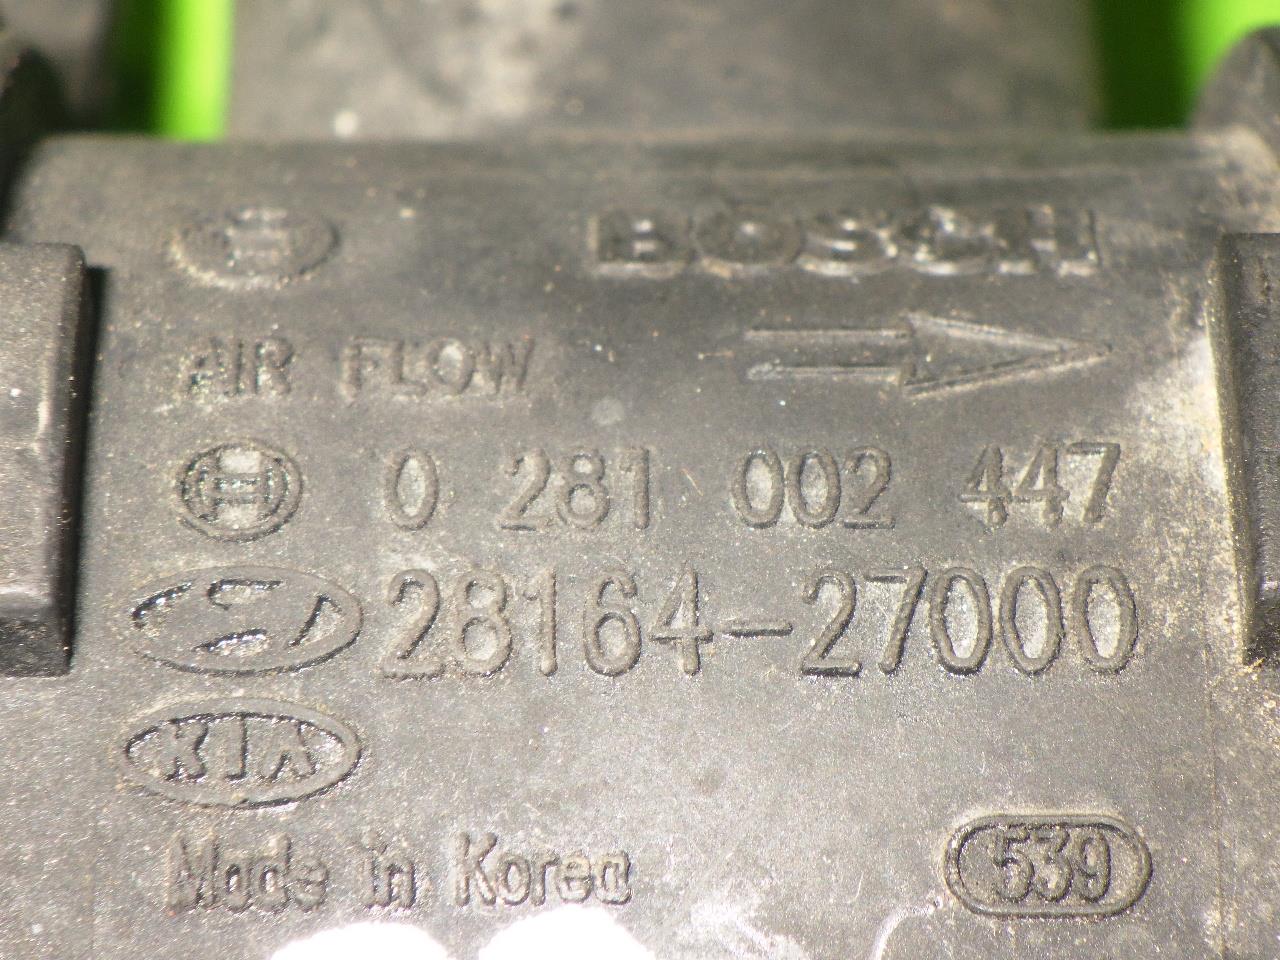 BOSCH
AIR FLOW
0 281 002 447
28164-27000
KIA
Made in Korea
539